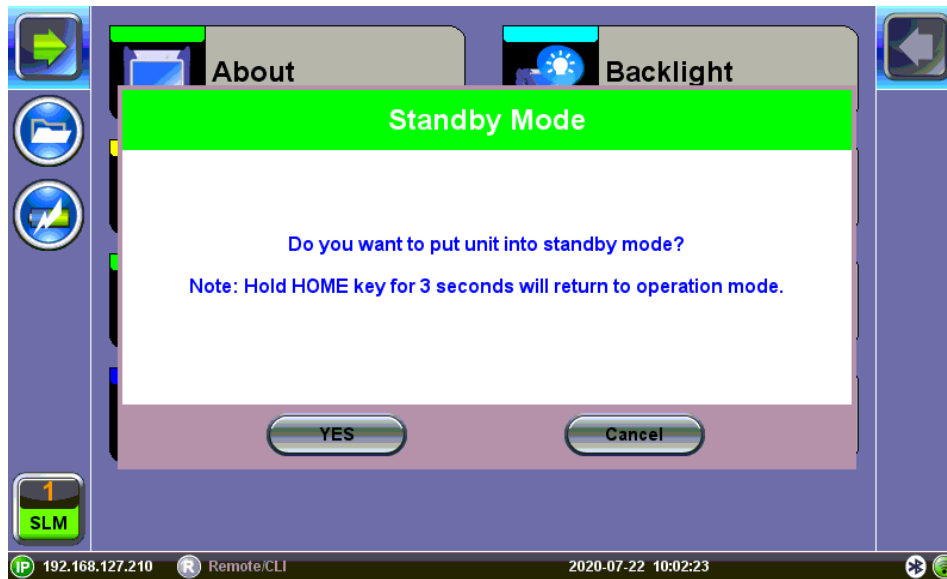 About
Backlight
Standby Mode
Do you want to put unit into standby mode?
Note: Hold HOME key for 3 seconds will return to operation mode.
YES
Cancel
1
SLM
IP 192.168.127.210 R Remote/CLI 2020-07-22 10:02:23